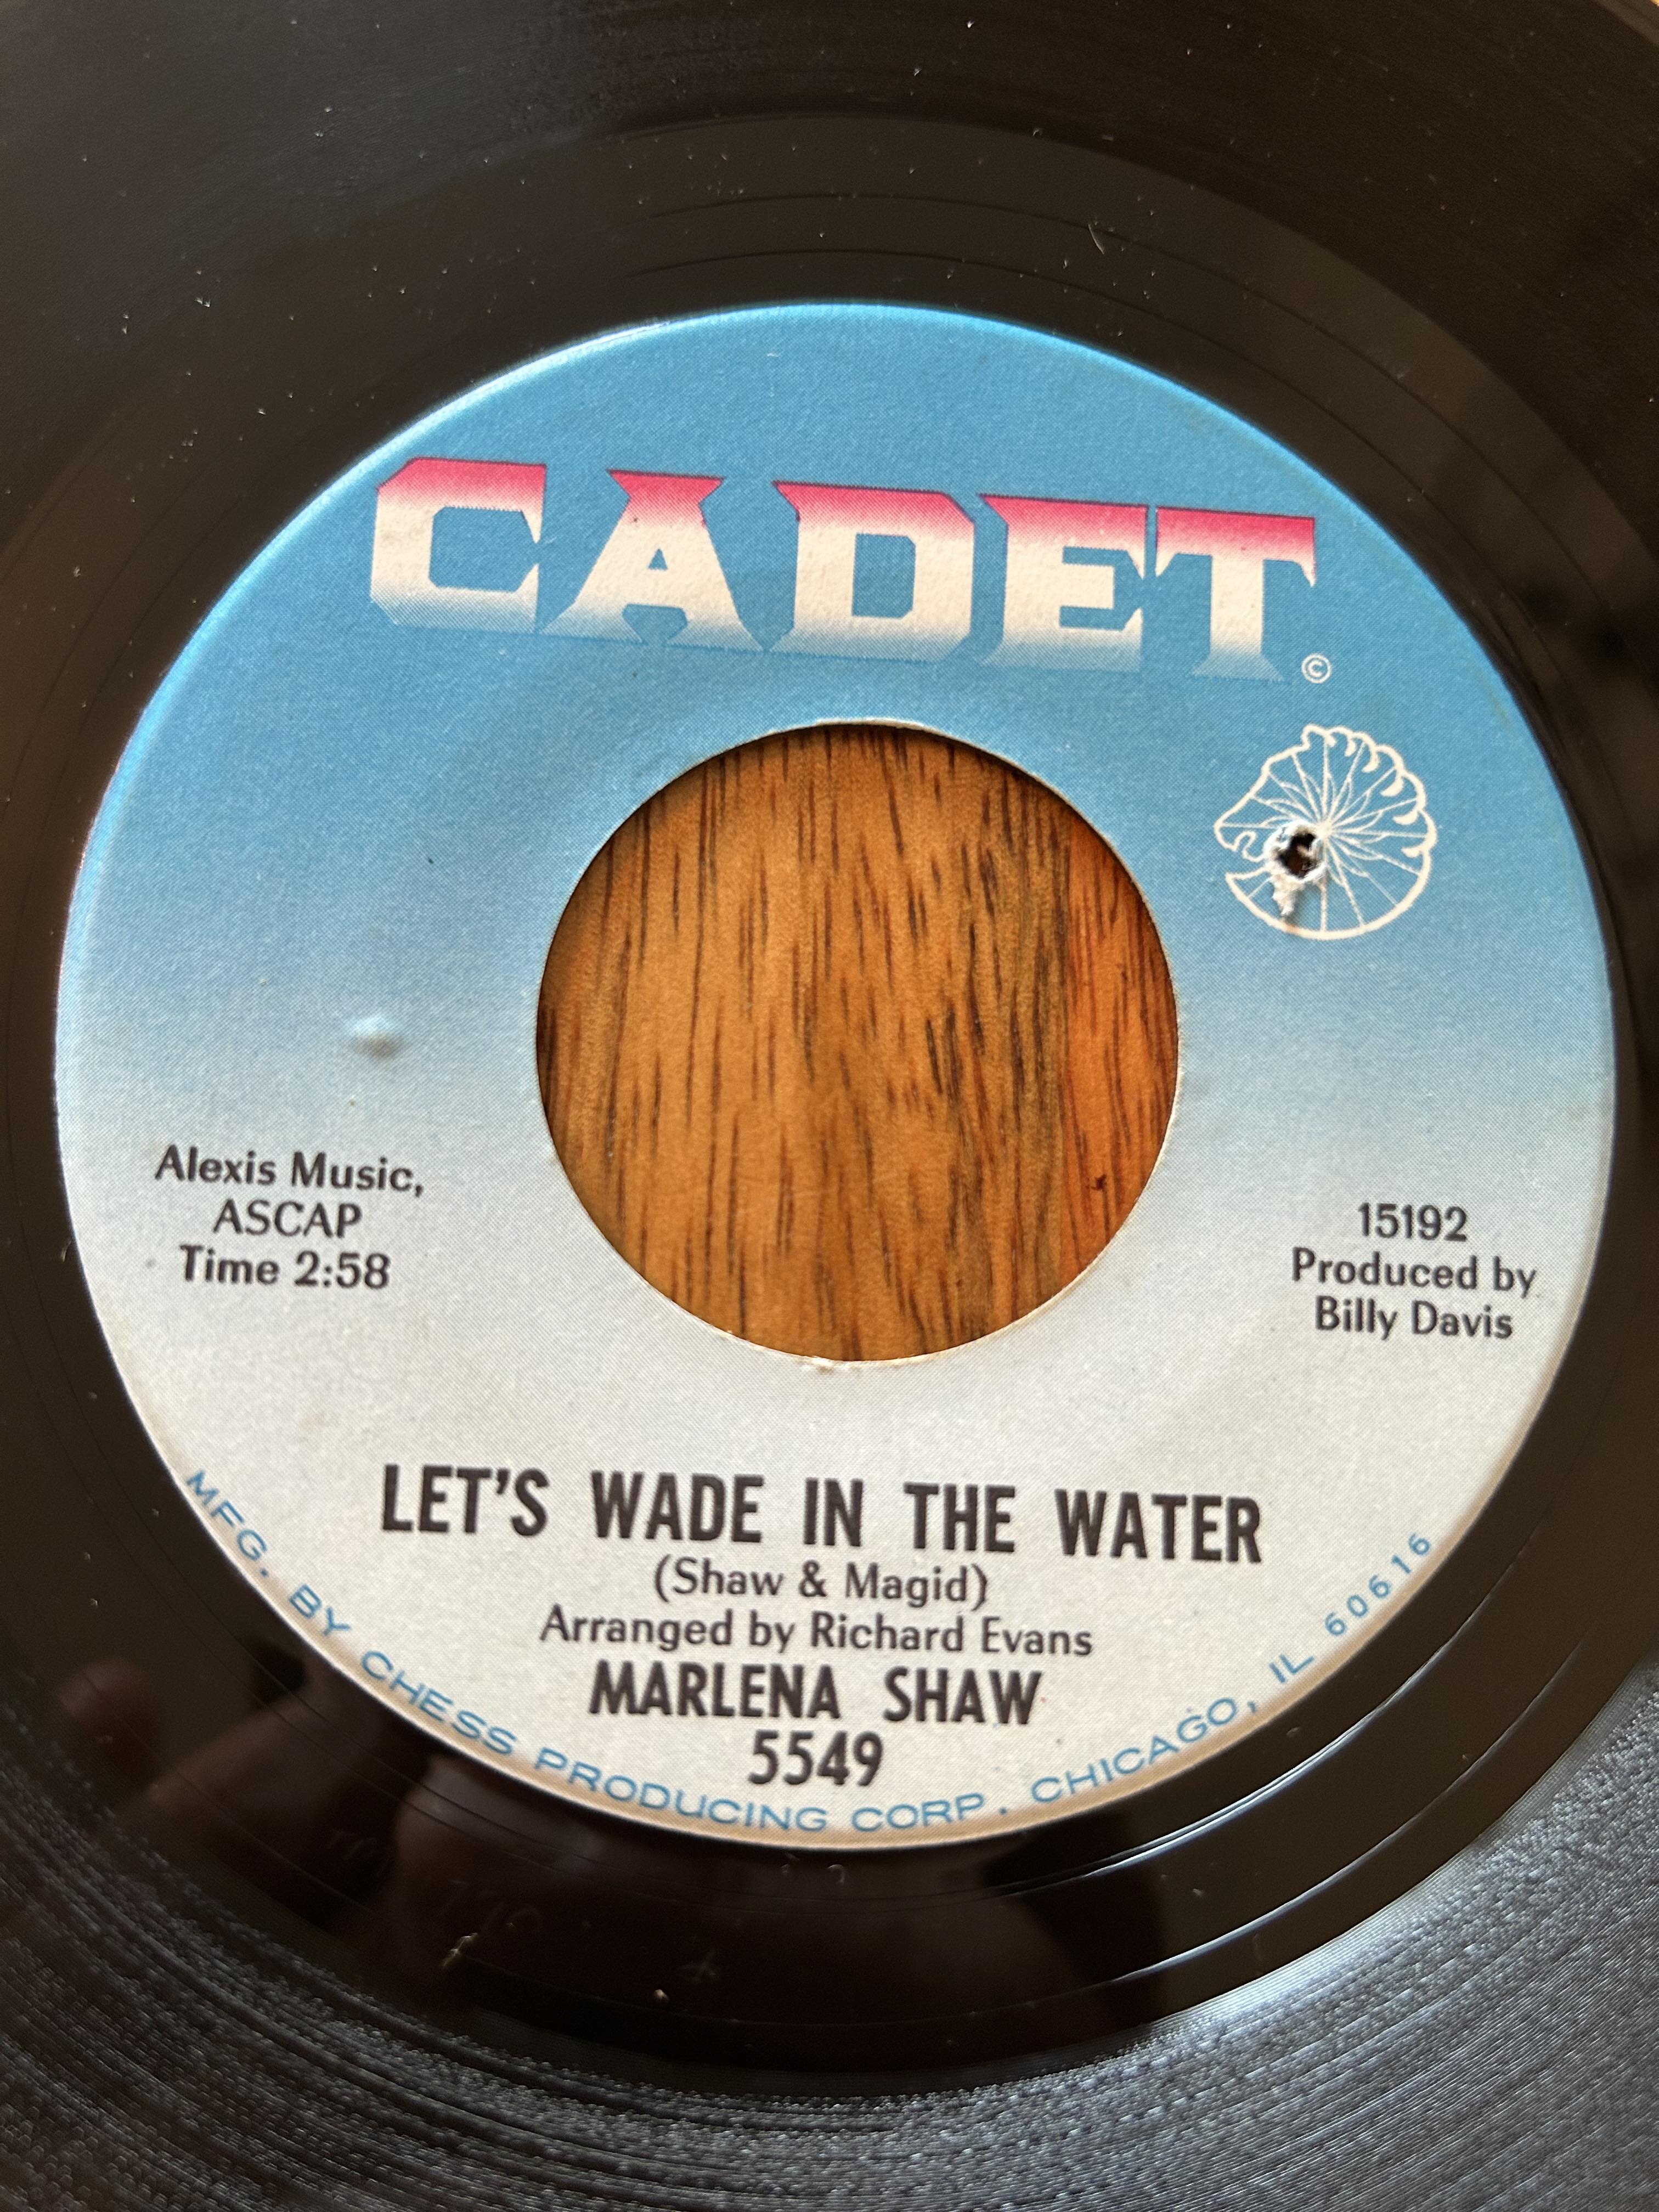 CADET
©
Alexis Music,
ASCAP
Time 2:58
15192
Produced by
Billy Davis
LET'S WADE IN THE WATER
(Shaw & Magid)
Arranged by Richard Evans
MARLENA SHAW
5549
MFG. BY CHESS PRODUCING CORP. CHICAGO, IL 60616